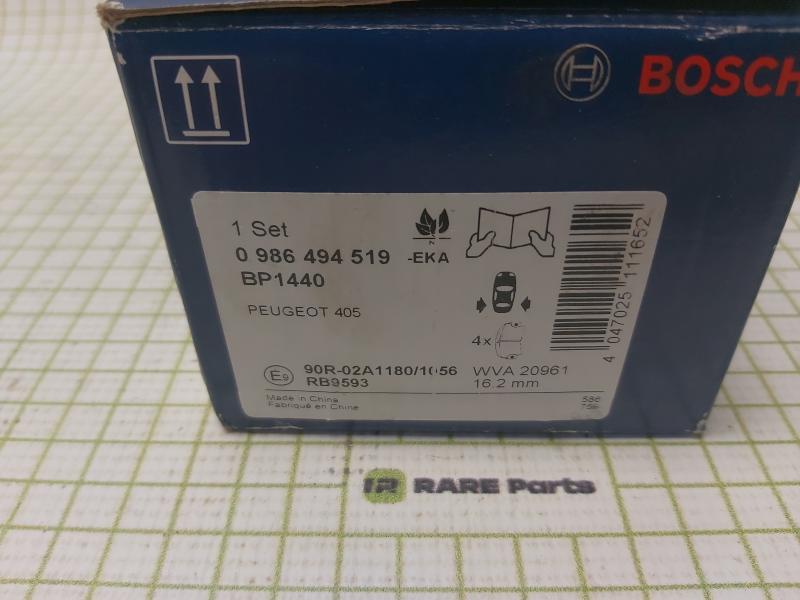 BOSCH
1 Set
0 986 494 519 -EKA
BP1440
PEUGEOT 405
4x
E9
90R-02A1180/1056 WVA 20961
RB9593 16.2 mm
Made in China
Fabriqué en Chine
586
4 047025 111652
RARE Parts